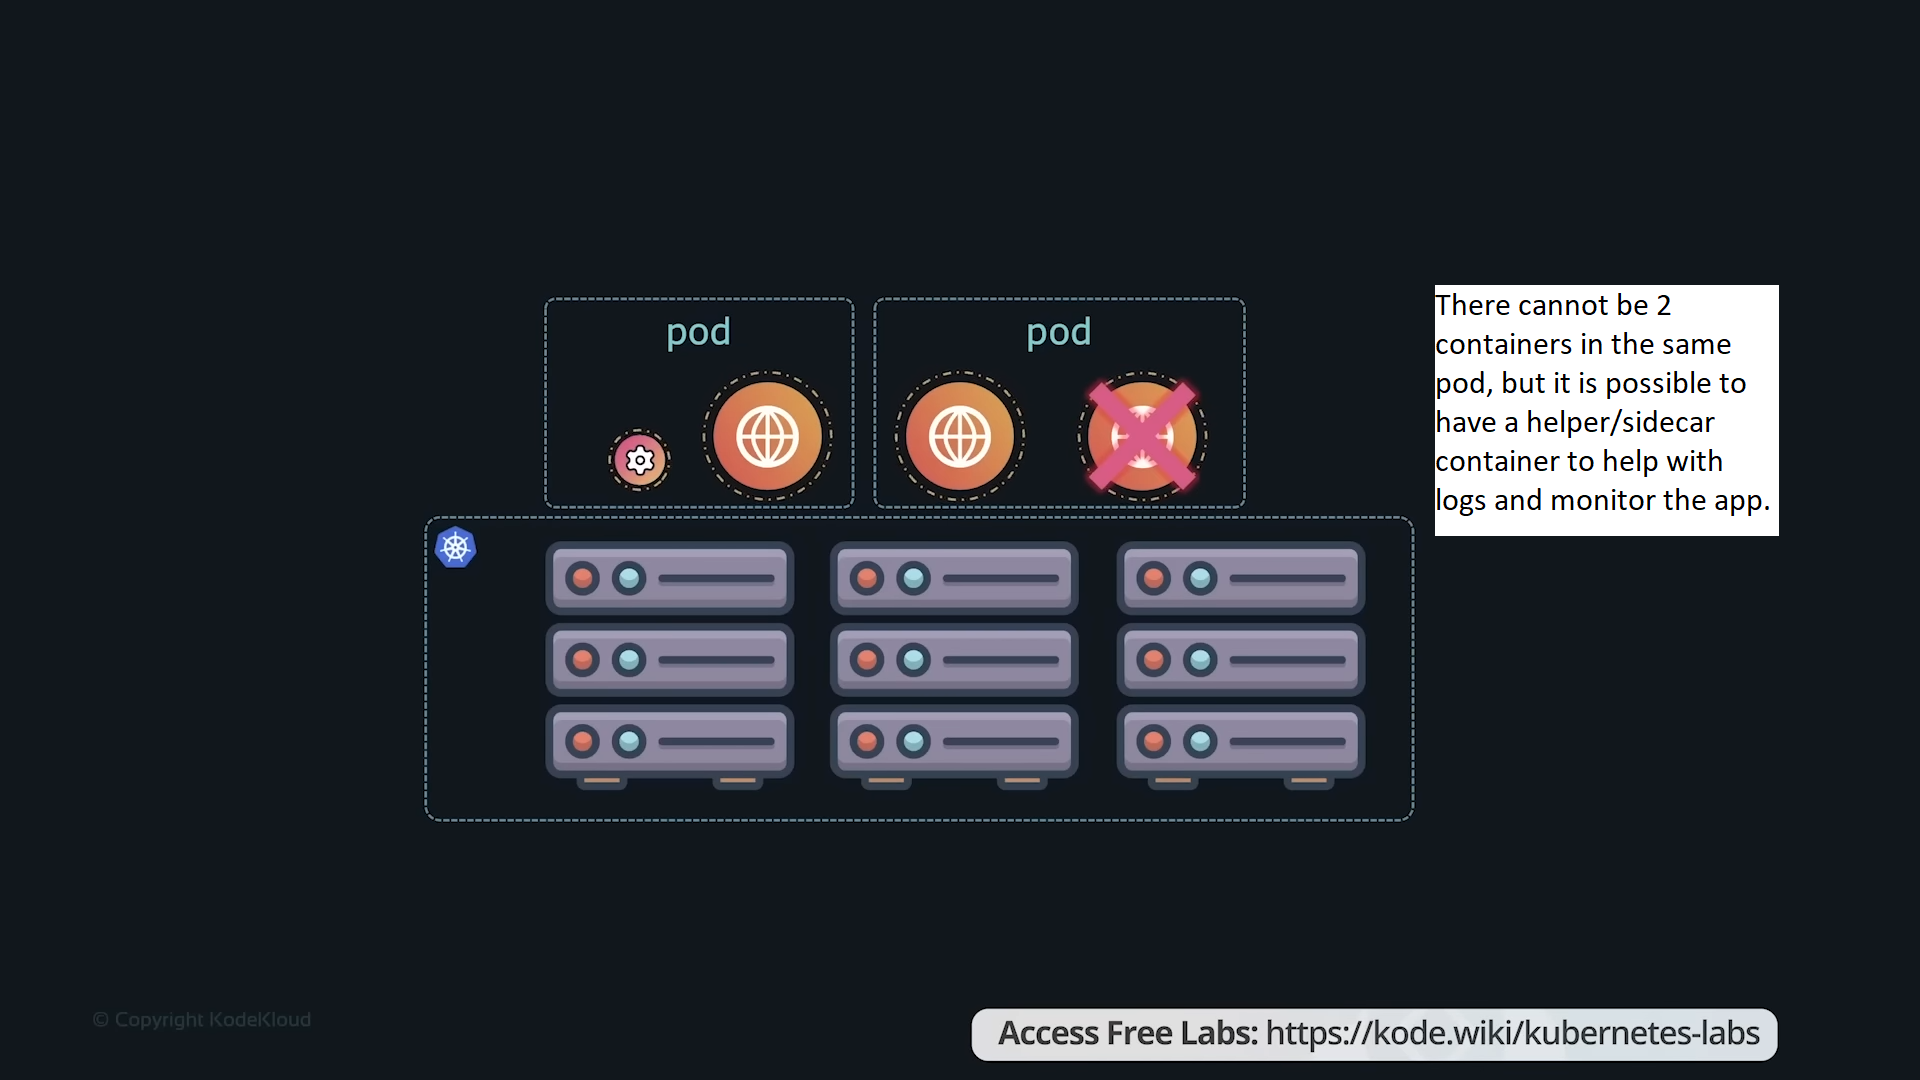 pod
pod
There cannot be 2
containers in the same
pod, but it is possible to
have a helper/sidecar
container to help with
logs and monitor the app.
© Copyright KodeKloud
Access Free Labs: https://kode.wiki/kubernetes-labs